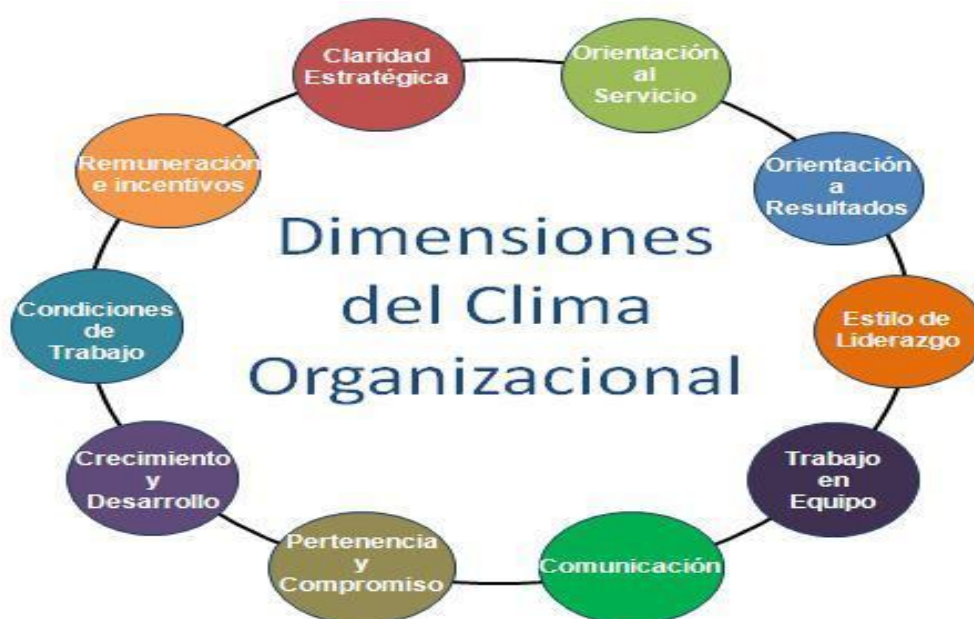 Claridad
Estratégica
Orientación
al
Servicio
Remuneración
e incentivos
Orientación
a
Resultados
Dimensiones
del Clima
Organizacional
Condiciones
de
Trabajo
Estilo de
Liderazgo
Crecimiento
y
Desarrollo
Trabajo
en
Equipo
Pertenencia
y
Compromiso
Comunicación